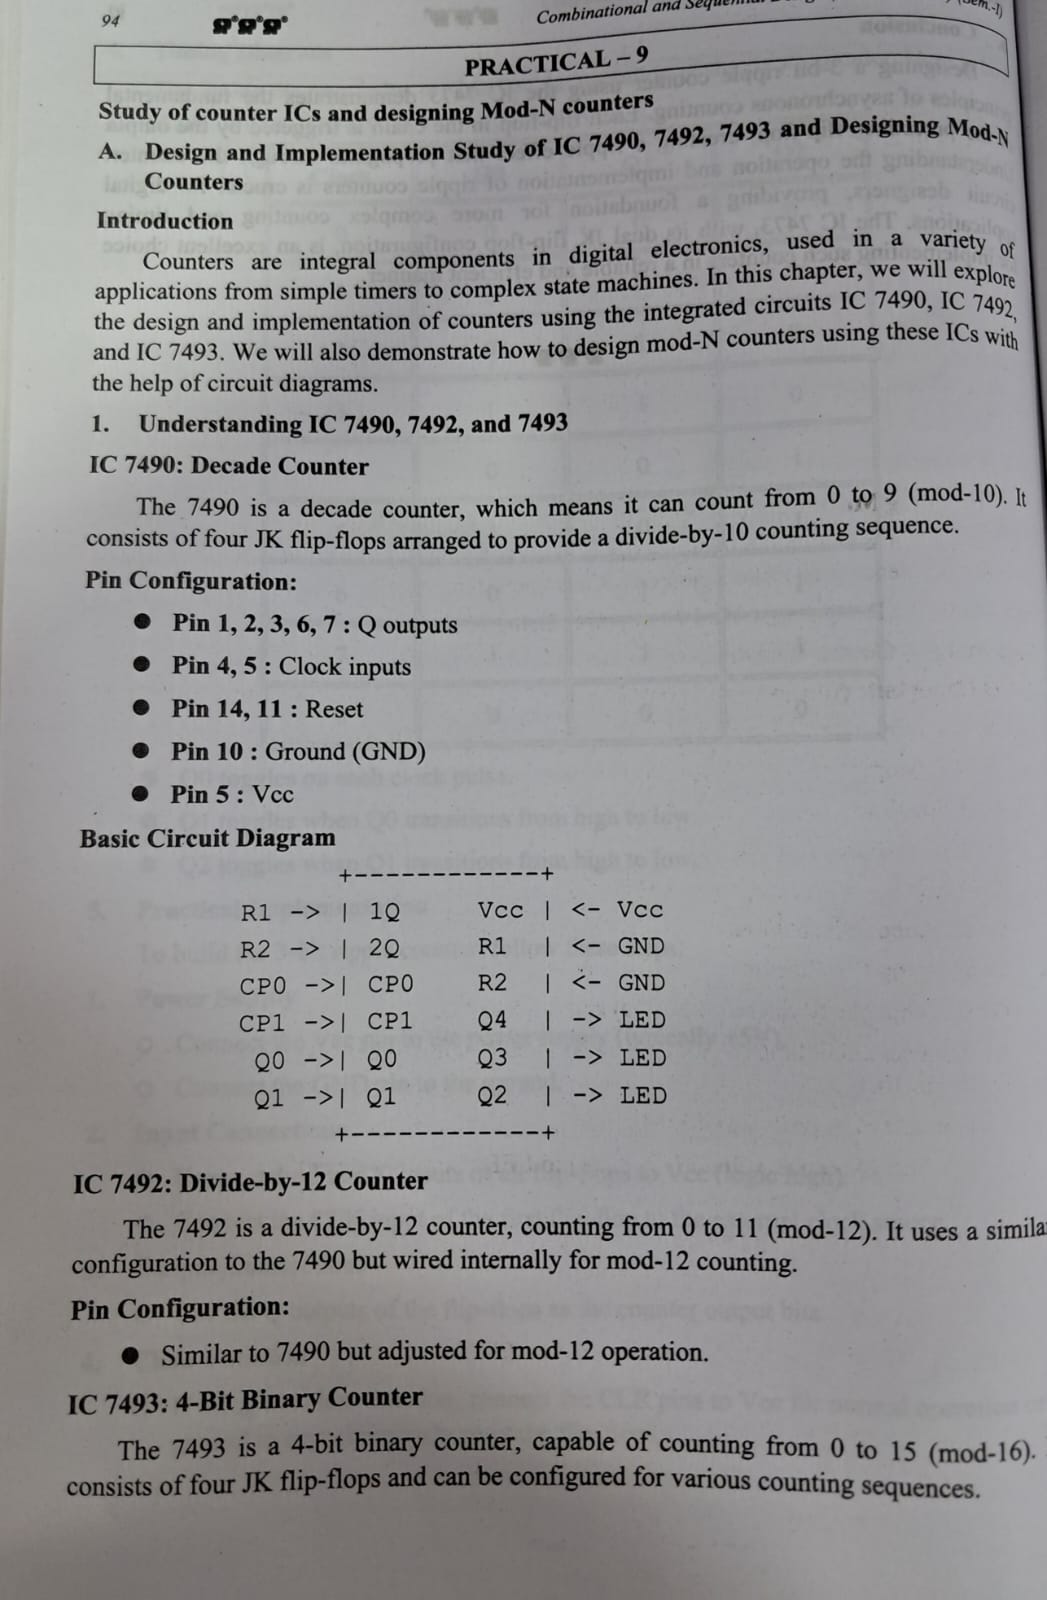 94
Combinational and
PRACTICAL – 9
Study of counter ICs and designing Mod-N counters
A. Design and Implementation Study of IC 7490, 7492, 7493 and Designing Mod-N
Counters
Introduction
Counters are integral components in digital electronics, used in a variety of
applications from simple timers to complex state machines. In this chapter, we will explore
the design and implementation of counters using the integrated circuits IC 7490, IC 7492,
and IC 7493. We will also demonstrate how to design mod-N counters using these ICs with
the help of circuit diagrams.
1. Understanding IC 7490, 7492, and 7493
IC 7490: Decade Counter
The 7490 is a decade counter, which means it can count from 0 to 9 (mod-10). It
consists of four JK flip-flops arranged to provide a divide-by-10 counting sequence.
Pin Configuration:
● Pin 1, 2, 3, 6, 7 : Q outputs
● Pin 4, 5 : Clock inputs
● Pin 14, 11 : Reset
● Pin 10 : Ground (GND)
● Pin 5 : Vcc
Basic Circuit Diagram
+------------+
R1 -> | 1Q Vcc | <- Vcc
R2 -> | 2Q R1 | <- GND
CP0 ->| CP0 R2 | <- GND
CP1 ->| CP1 Q4 | -> LED
Q0 ->| Q0 Q3 | -> LED
Q1 ->| Q1 Q2 | -> LED
+------------+
IC 7492: Divide-by-12 Counter
The 7492 is a divide-by-12 counter, counting from 0 to 11 (mod-12). It uses a simila
configuration to the 7490 but wired internally for mod-12 counting.
Pin Configuration:
● Similar to 7490 but adjusted for mod-12 operation.
IC 7493: 4-Bit Binary Counter
The 7493 is a 4-bit binary counter, capable of counting from 0 to 15 (mod-16).
consists of four JK flip-flops and can be configured for various counting sequences.